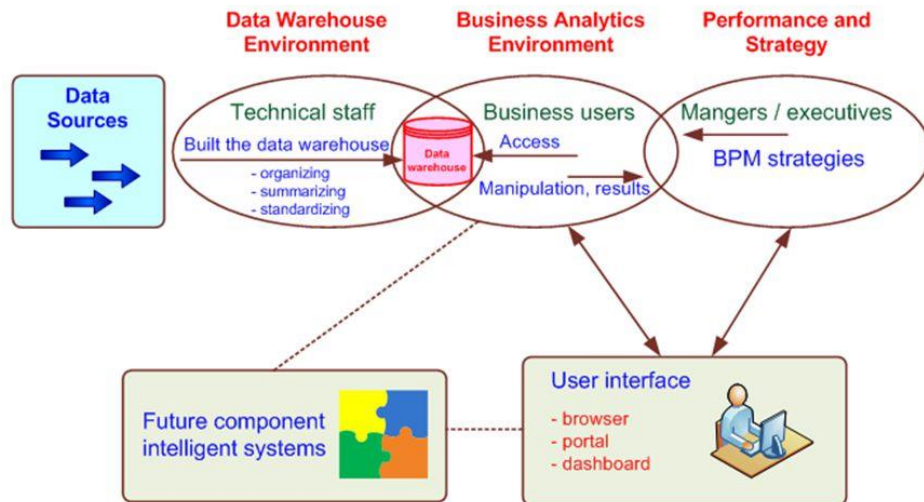 Data Warehouse
Environment
Business Analytics
Environment
Performance and
Strategy
Data
Sources
Technical staff
Built the data warehouse
- organizing
- summarizing
- standardizing
Data
warehouse
Business users
Access
Manipulation, results
Mangers / executives
BPM strategies
Future component
intelligent systems
User interface
- browser
- portal
- dashboard